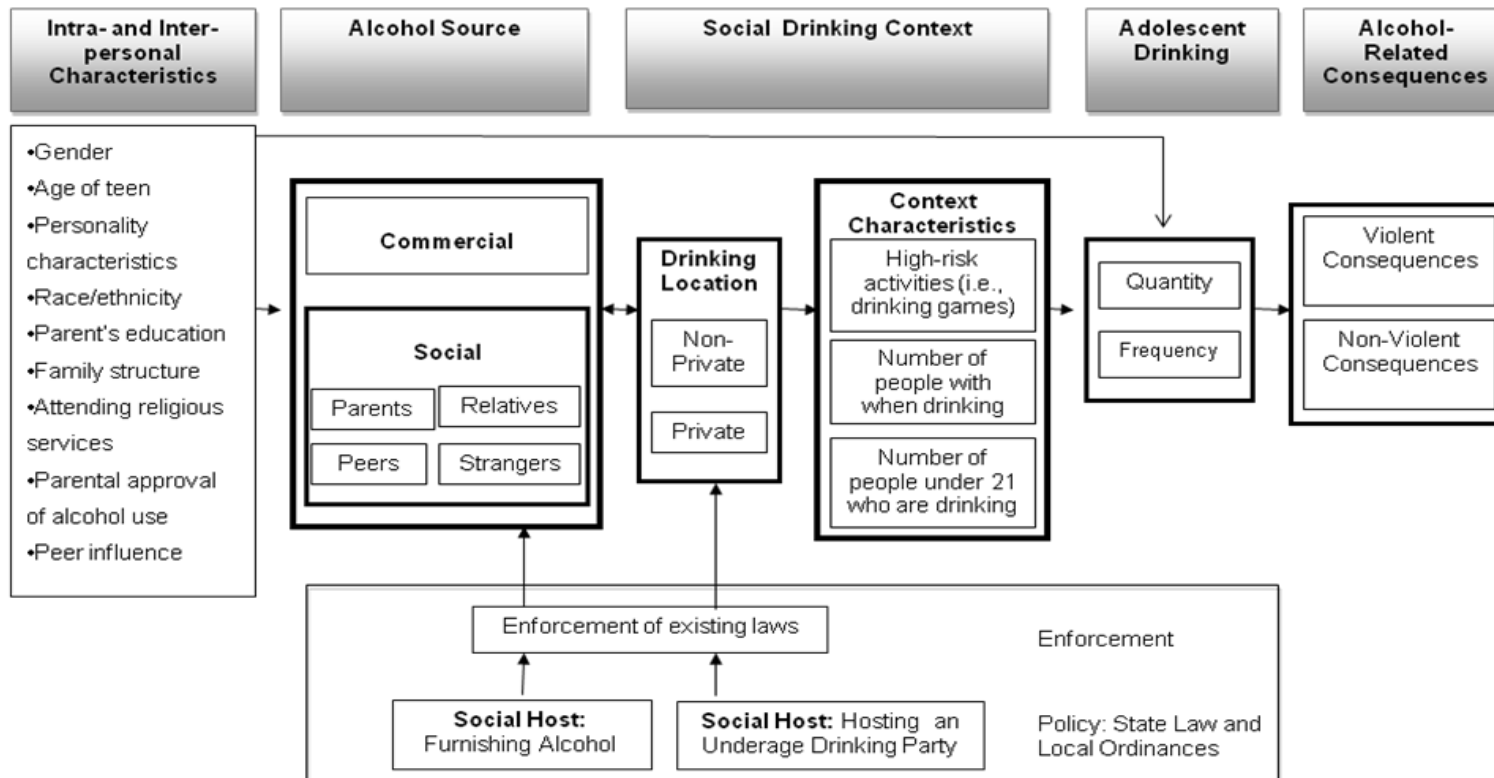 Intra- and Inter-
personal
Characteristics
Alcohol Source
Social Drinking Context
Adolescent
Drinking
Alcohol-
Related
Consequences
•Gender
•Age of teen
•Personality
characteristics
•Race/ethnicity
•Parent's education
•Family structure
•Attending religious
services
•Parental approval
of alcohol use
•Peer influence
Commercial
Social
Parents
Relatives
Peers
Strangers
Drinking
Location
Non-
Private
Private
Context
Characteristics
High-risk
activities (i.e.,
drinking games)
Number of
people with
when drinking
Number of
people under 21
who are drinking
Quantity
Frequency
Violent
Consequences
Non-Violent
Consequences
Enforcement of existing laws
Enforcement
Social Host:
Furnishing Alcohol
Social Host: Hosting an
Underage Drinking Party
Policy: State Law and
Local Ordinances